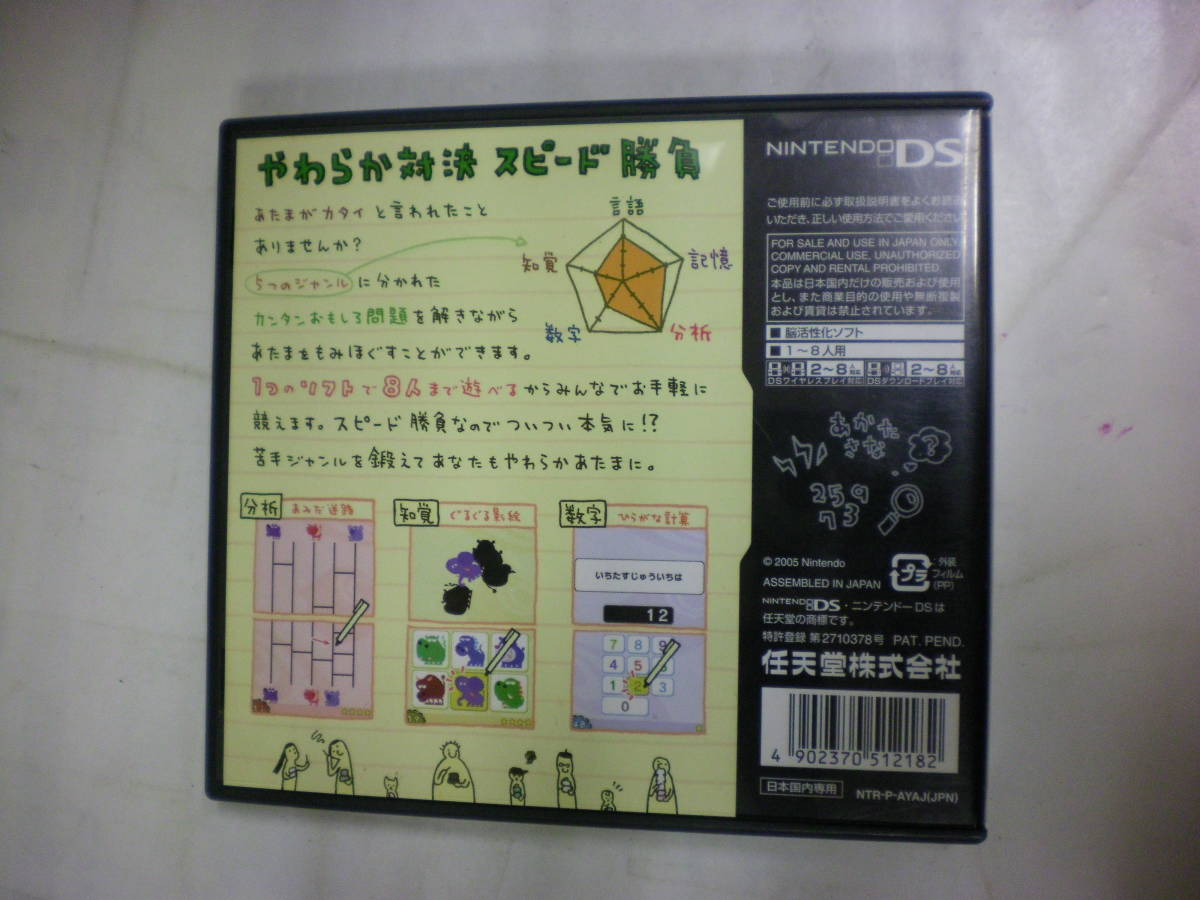 やわらか対決 スピード勝負
あたまがカタイと言われたこと
ありませんか?
5つのジャンルに分かれた
カンタンおもしろ問題を解きながら
あたまをもみほぐすことができます。
1つのソフトで8人まで遊べるからみんなでお手軽に
競えます。スピード勝負なのでついつい本気に!?
苦手ジャンルを鍛えてあなたもやわらかあたまに。
言語
知覚
記憶
数字
分析
分析
あみだ迷路
知覚
ぐるぐる影絵
数字
ひらがな計算
いちたすじゅういちは
12
7 8 9
4 5
1 2 3
0
NINTENDO DS
ご使用前に必ず取扱説明書をよくお読み
いただき、正しい使用方法でご愛用ください。
FOR SALE AND USE IN JAPAN ONLY.
COMMERCIAL USE, UNAUTHORIZED
COPY AND RENTAL PROHIBITED.
本品は日本国内だけの販売および使用
とし、また商業目的の使用や無断複製
および賃貸は禁止されています。
■ 脳活性化ソフト
■ 1~8人用
2~8人対応
DSワイヤレスプレイ対応
2~8人対応
DSダウンロードプレイ対応
あかた
さな
?
259
73
© 2005 Nintendo
ASSEMBLED IN JAPAN
プラ
:外装
フィルム
(PP)
NINTENDO DS・ニンテンドーDSは
任天堂の商標です。
特許登録 第2710378号 PAT. PEND.
任天堂株式会社
4 902370 512182
日本国内専用
NTR-P-AYAJ(JPN)